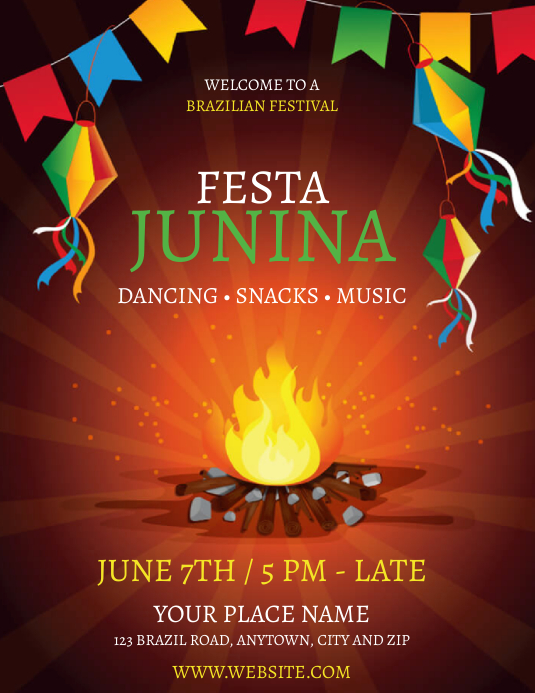 WELCOME TO A
BRAZILIAN FESTIVAL
FESTA
JUNINA
DANCING • SNACKS • MUSIC
JUNE 7TH / 5 PM - LATE
YOUR PLACE NAME
123 BRAZIL ROAD, ANYTOWN, CITY AND ZIP
WWW.WEBSITE.COM